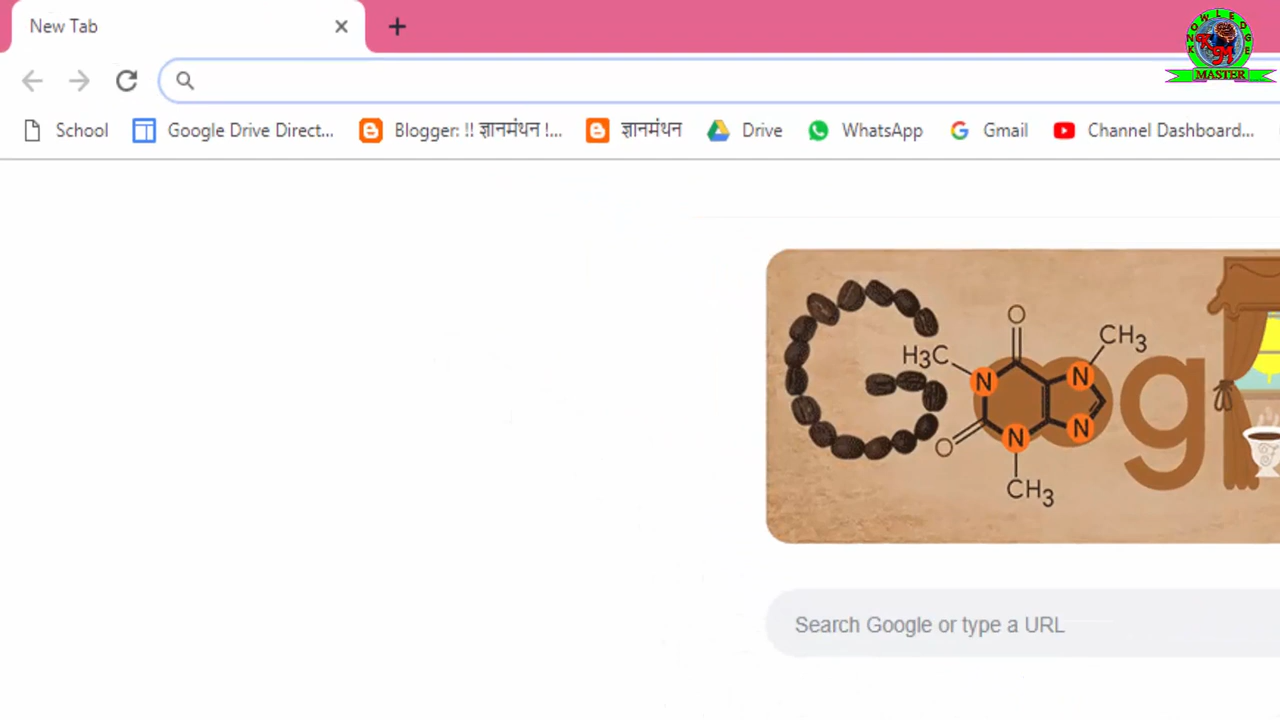 New Tab
KNOWLEDGE
MASTER
School Google Drive Direct... Blogger: !! ज्ञानमंथन !... ज्ञानमंथन Drive WhatsApp Gmail Channel Dashboard...
O
CH3
H3C
N N
N N
O
CH3
g
Search Google or type a URL